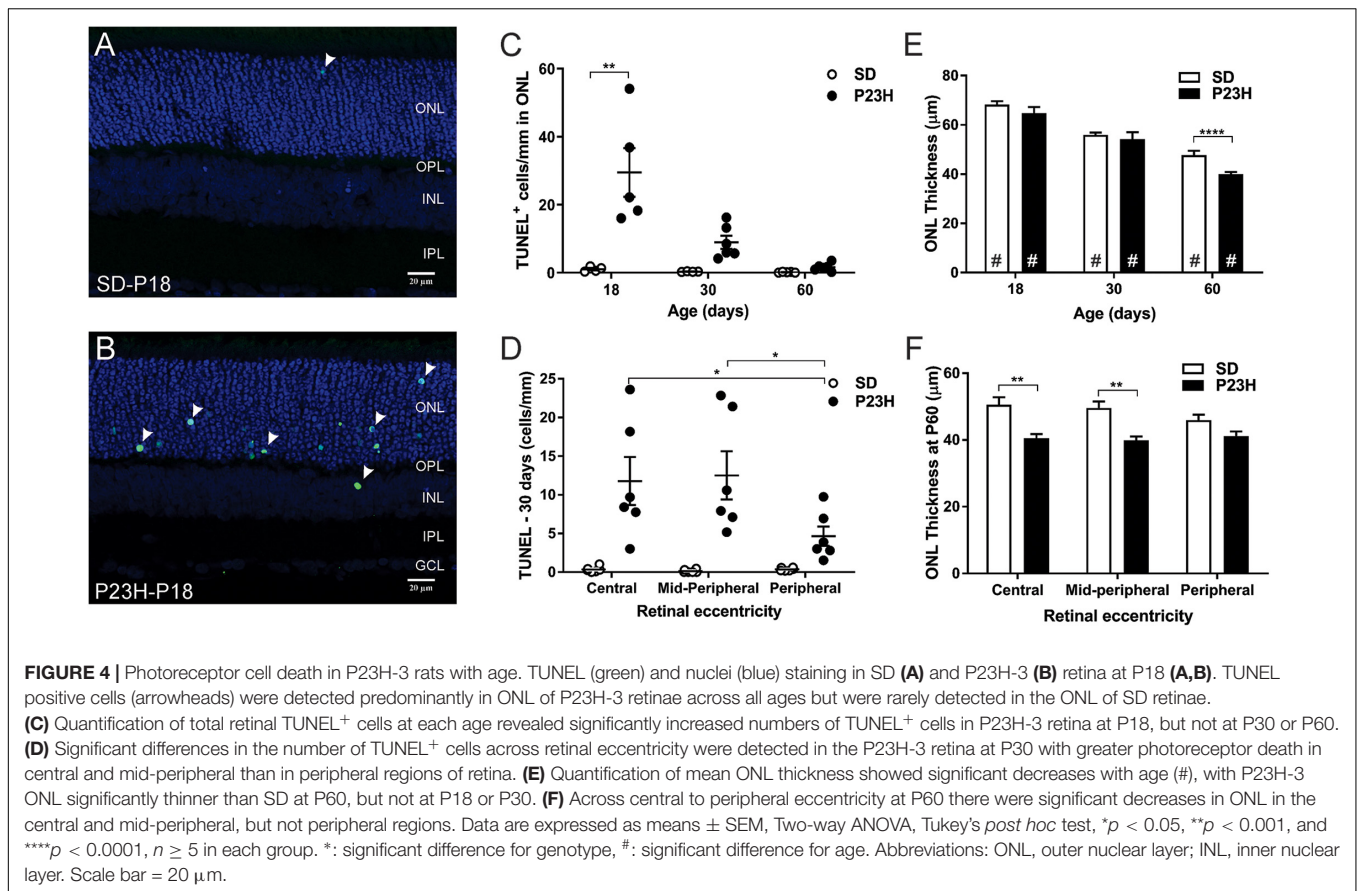 A
ONL
OPL
INL
IPL
20 µm
SD-P18
B
ONL
OPL
INL
IPL
GCL
20 µm
P23H-P18
C
TUNEL+ cells/mm in ONL
60
40
20
0
**
SD
P23H
18 30 60
Age (days)
D
TUNEL - 30 days (cells/mm)
25
20
15
10
5
0
*
*
SD
P23H
Central Mid-Peripheral Peripheral
Retinal eccentricity
E
ONL Thickness (µm)
80
60
40
20
0
SD
P23H
****
# # # # # #
18 30 60
Age (days)
F
ONL Thickness at P60 (µm)
60
40
20
0
** **
SD
P23H
Central Mid-peripheral Peripheral
Retinal eccentricity
FIGURE 4 | Photoreceptor cell death in P23H-3 rats with age. TUNEL (green) and nuclei (blue) staining in SD (A) and P23H-3 (B) retina at P18 (A,B). TUNEL
positive cells (arrowheads) were detected predominantly in ONL of P23H-3 retinae across all ages but were rarely detected in the ONL of SD retinae.
(C) Quantification of total retinal TUNEL+ cells at each age revealed significantly increased numbers of TUNEL+ cells in P23H-3 retina at P18, but not at P30 or P60.
(D) Significant differences in the number of TUNEL+ cells across retinal eccentricity were detected in the P23H-3 retina at P30 with greater photoreceptor death in
central and mid-peripheral than in peripheral regions of retina. (E) Quantification of mean ONL thickness showed significant decreases with age (#), with P23H-3
ONL significantly thinner than SD at P60, but not at P18 or P30. (F) Across central to peripheral eccentricity at P60 there were significant decreases in ONL in the
central and mid-peripheral, but not peripheral regions. Data are expressed as means ± SEM, Two-way ANOVA, Tukey's post hoc test, *p < 0.05, **p < 0.001, and
****p < 0.0001, n ≥ 5 in each group. *: significant difference for genotype, #: significant difference for age. Abbreviations: ONL, outer nuclear layer; INL, inner nuclear
layer. Scale bar = 20 µm.